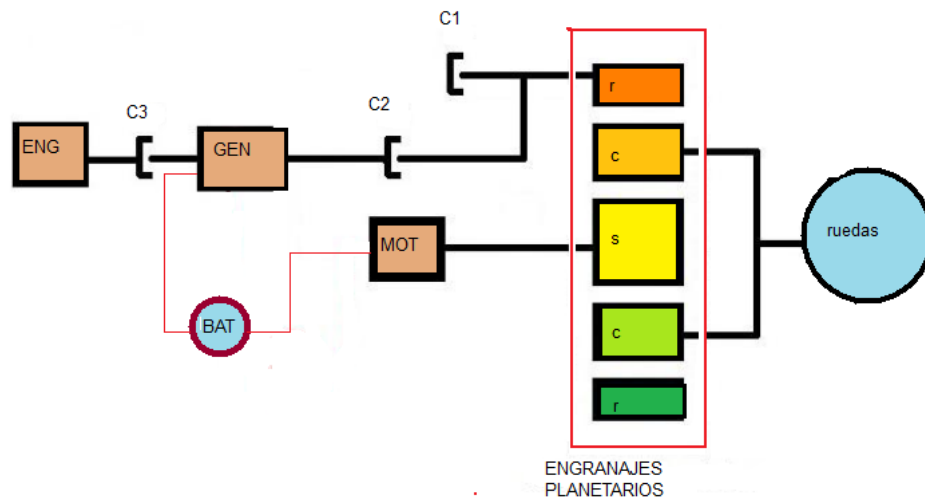 C1
r
C3
C2
ENG
GEN
c
s
ruedas
MOT
BAT
c
r
ENGRANAJES
PLANETARIOS